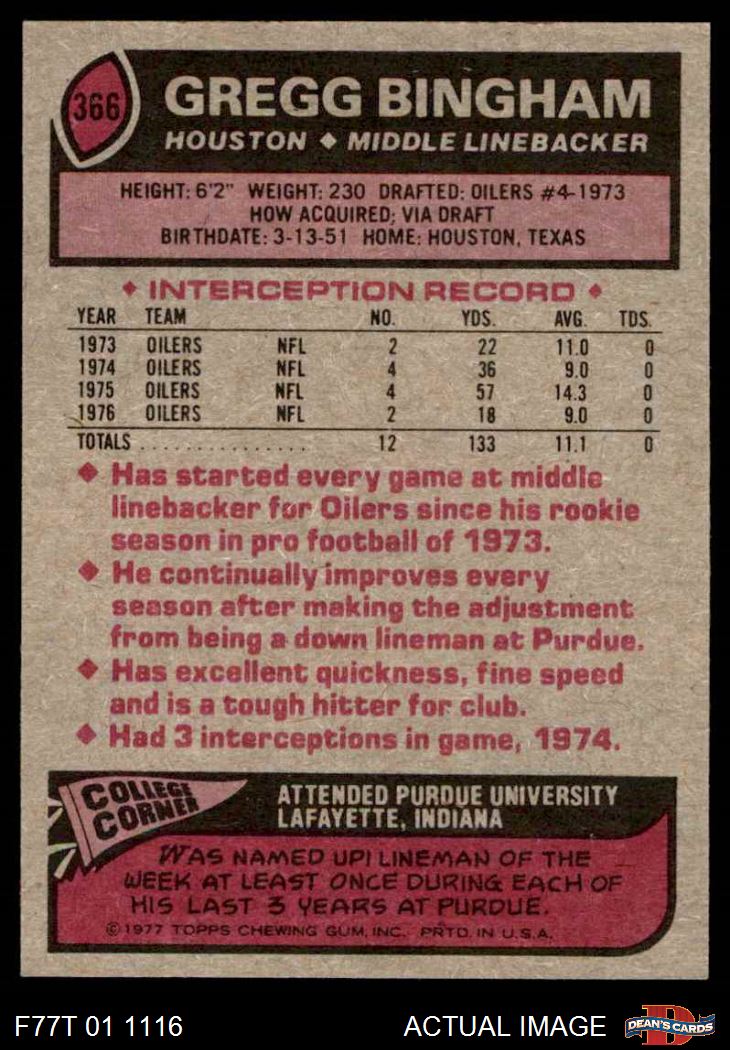 366
GREGG BINGHAM
HOUSTON ♦ MIDDLE LINEBACKER
HEIGHT: 6'2" WEIGHT: 230 DRAFTED: OILERS #4-1973
HOW ACQUIRED; VIA DRAFT
BIRTHDATE: 3-13-51 HOME: HOUSTON, TEXAS
♦ INTERCEPTION RECORD ♦
YEAR TEAM NO. YDS. AVG. TDS.
1973 OILERS NFL 2 22 11.0 0
1974 OILERS NFL 4 36 9.0 0
1975 OILERS NFL 4 57 14.3 0
1976 OILERS NFL 2 18 9.0 0
TOTALS ................ 12 133 11.1 0
♦ Has started every game at middle
linebacker for Oilers since his rookie
season in pro football of 1973.
♦ He continually improves every
season after making the adjustment
from being a down lineman at Purdue.
♦ Has excellent quickness, fine speed
and is a tough hitter for club.
♦ Had 3 interceptions in game, 1974.
COLLEGE
CORNER
ATTENDED PURDUE UNIVERSITY
LAFAYETTE, INDIANA
WAS NAMED UPI LINEMAN OF THE
WEEK AT LEAST ONCE DURING EACH OF
HIS LAST 3 YEARS AT PURDUE.
©1977 TOPPS CHEWING GUM, INC. PRTD. IN U.S.A.
F77T 01 1116
ACTUAL IMAGE
D
DEAN'S CARDS